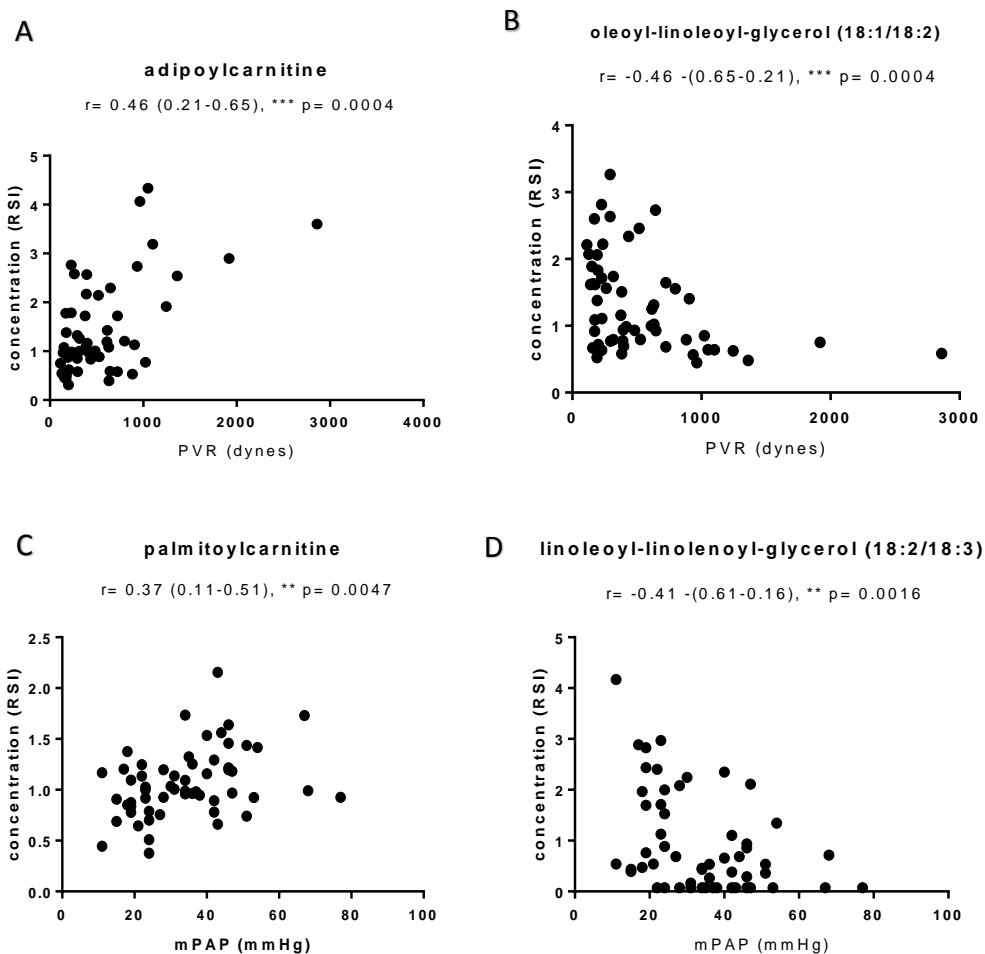 A
adipoylcarnitine
r= 0.46 (0.21-0.65), *** p= 0.0004
concentration (RSI)
5
4
3
2
1
0
0 1000 2000 3000 4000
PVR (dynes)
B
oleoyl-linoleoyl-glycerol (18:1/18:2)
r= -0.46 -(0.65-0.21), *** p= 0.0004
concentration (RSI)
4
3
2
1
0
0 1000 2000 3000
PVR (dynes)
C
palmitoylcarnitine
r= 0.37 (0.11-0.51), ** p= 0.0047
concentration (RSI)
2.5
2.0
1.5
1.0
0.5
0.0
0 20 40 60 80 100
mPAP (mmHg)
D
linoleoyl-linolenoyl-glycerol (18:2/18:3)
r= -0.41 -(0.61-0.16), ** p= 0.0016
concentration (RSI)
5
4
3
2
1
0
0 20 40 60 80 100
mPAP (mmHg)